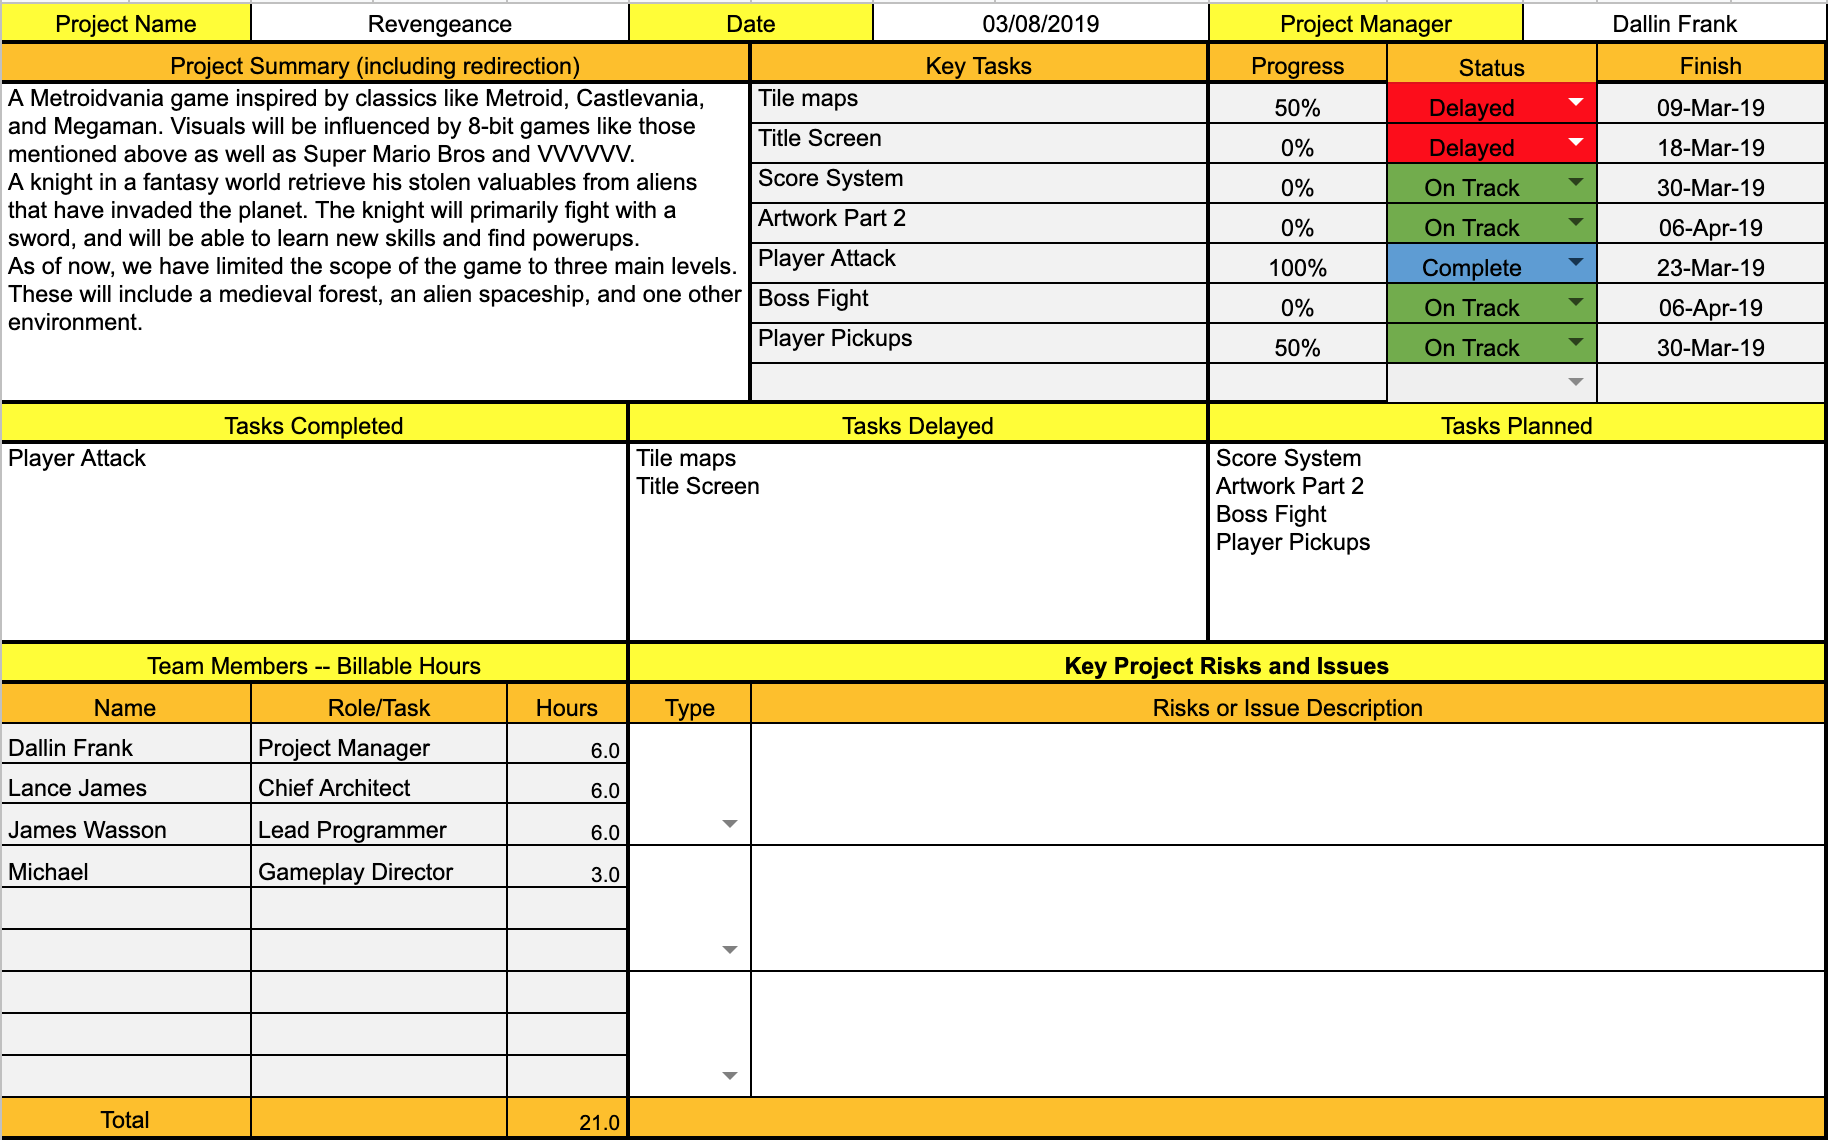 Project Name Revengeance Date 03/08/2019 Project Manager Dallin Frank
Project Summary (including redirection) Key Tasks Progress Status Finish
A Metroidvania game inspired by classics like Metroid, Castlevania,
and Megaman. Visuals will be influenced by 8-bit games like those
mentioned above as well as Super Mario Bros and VVVVVV.
A knight in a fantasy world retrieve his stolen valuables from aliens
that have invaded the planet. The knight will primarily fight with a
sword, and will be able to learn new skills and find powerups.
As of now, we have limited the scope of the game to three main levels.
These will include a medieval forest, an alien spaceship, and one other
environment.
Tile maps 50% Delayed 09-Mar-19
Title Screen 0% Delayed 18-Mar-19
Score System 0% On Track 30-Mar-19
Artwork Part 2 0% On Track 06-Apr-19
Player Attack 100% Complete 23-Mar-19
Boss Fight 0% On Track 06-Apr-19
Player Pickups 50% On Track 30-Mar-19
Tasks Completed Tasks Delayed Tasks Planned
Player Attack
Tile maps
Title Screen
Score System
Artwork Part 2
Boss Fight
Player Pickups
Team Members -- Billable Hours Key Project Risks and Issues
Name Role/Task Hours Type Risks or Issue Description
Dallin Frank Project Manager 6.0
Lance James Chief Architect 6.0
James Wasson Lead Programmer 6.0
Michael Gameplay Director 3.0
Total 21.0